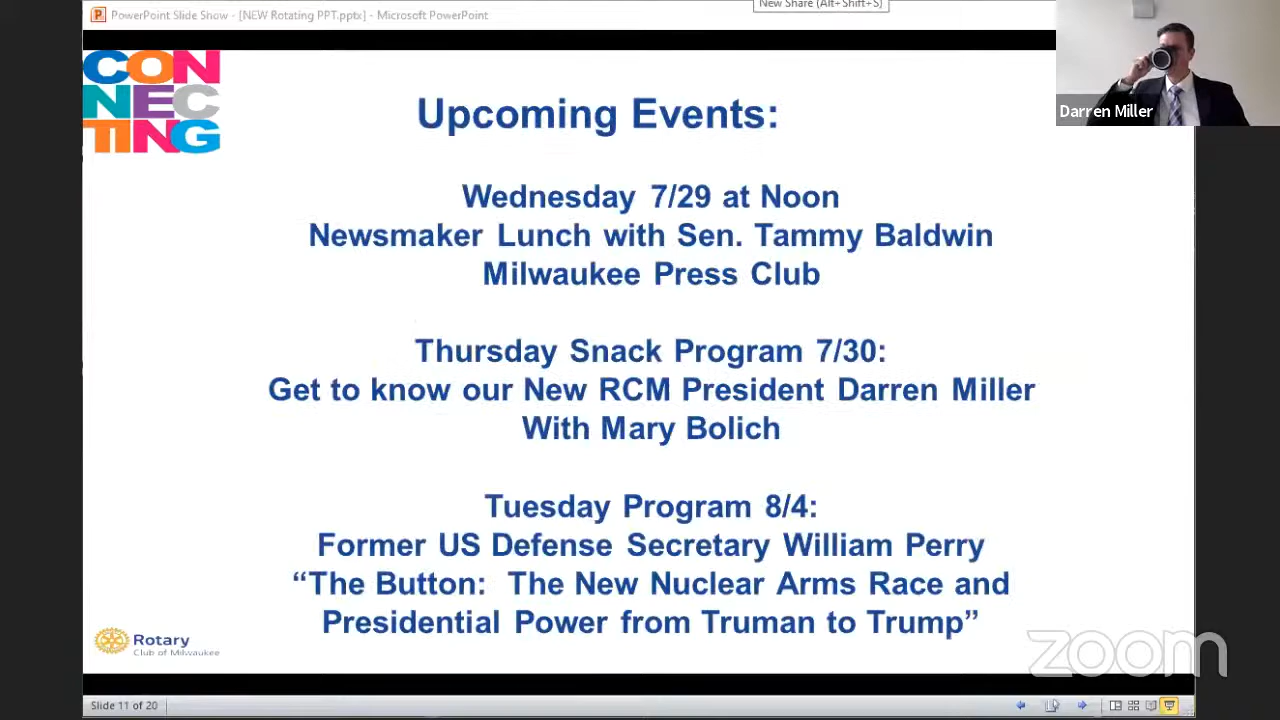 PowerPoint Slide Show - [NEW Rotating PPT.pptx] - Microsoft PowerPoint
New Share (Alt+Shift+S)
CON
NEC
TING
Darren Miller
Upcoming Events:
Wednesday 7/29 at Noon
Newsmaker Lunch with Sen. Tammy Baldwin
Milwaukee Press Club
Thursday Snack Program 7/30:
Get to know our New RCM President Darren Miller
With Mary Bolich
Tuesday Program 8/4:
Former US Defense Secretary William Perry
“The Button: The New Nuclear Arms Race and
Presidential Power from Truman to Trump”
Rotary
Club of Milwaukee
zoom
Slide 11 of 20